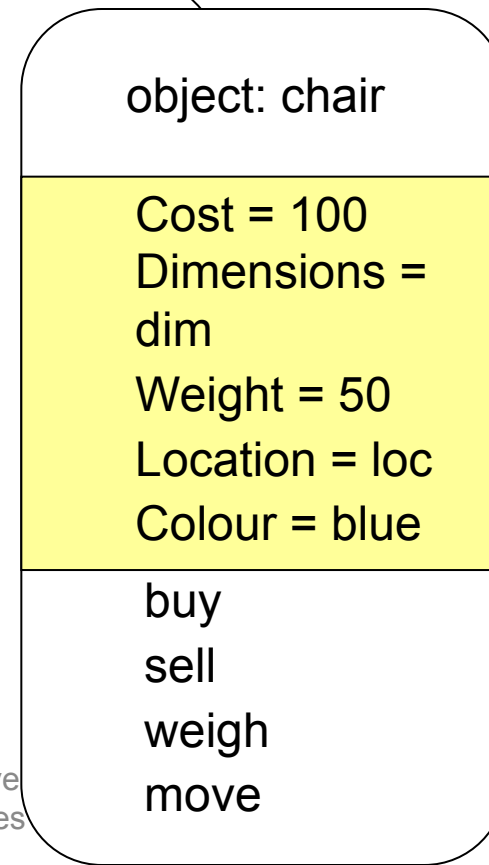 object: chair
Cost = 100
Dimensions =
dim
Weight = 50
Location = loc
Colour = blue
buy
sell
weigh
move